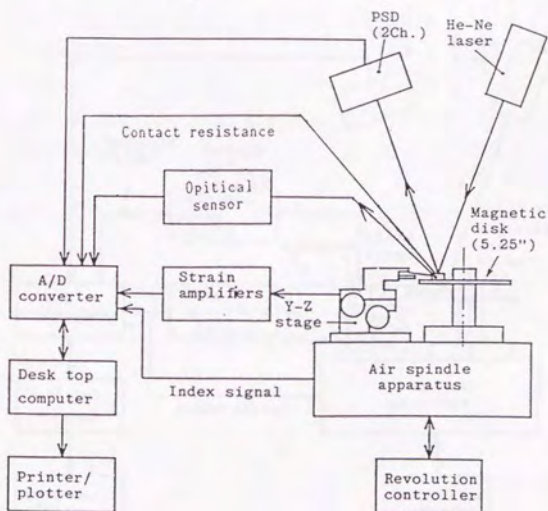 PSD
(2Ch.)
He-Ne
laser
Contact resistance
Opitical
sensor
Magnetic
disk
(5.25")
A/D
converter
Strain
amplifiers
Y-Z
stage
Air spindle
apparatus
Desk top
computer
Index signal
Printer/
plotter
Revolution
controller